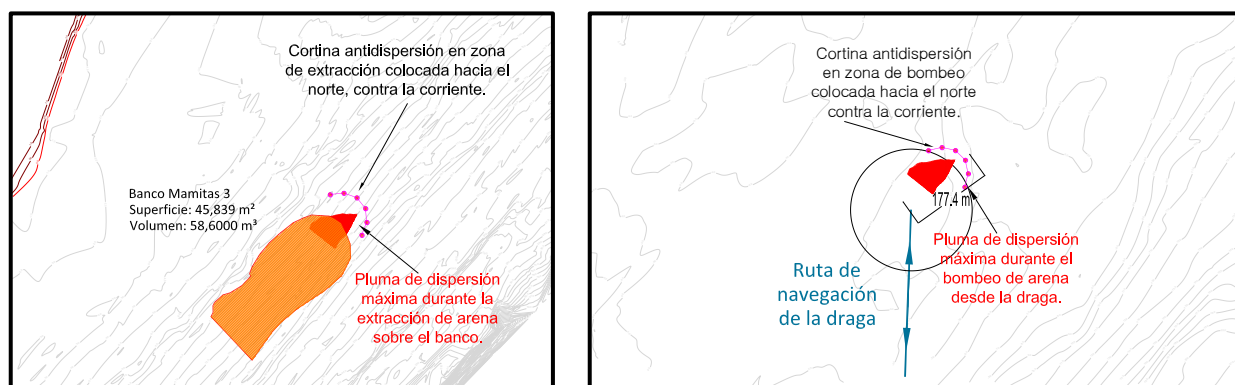 Cortina antidispersión en zona
de extracción colocada hacia el
norte, contra la corriente.
Banco Mamitas 3
Superficie: 45,839 m²
Volumen: 58,6000 m³
Pluma de dispersión
máxima durante la
extracción de arena
sobre el banco.
Cortina antidispersión
en zona de bombeo
colocada hacia el norte
contra la corriente.
177.4 m
Pluma de dispersión
máxima durante el
bombeo de arena
desde la draga.
Ruta de
navegación
de la draga